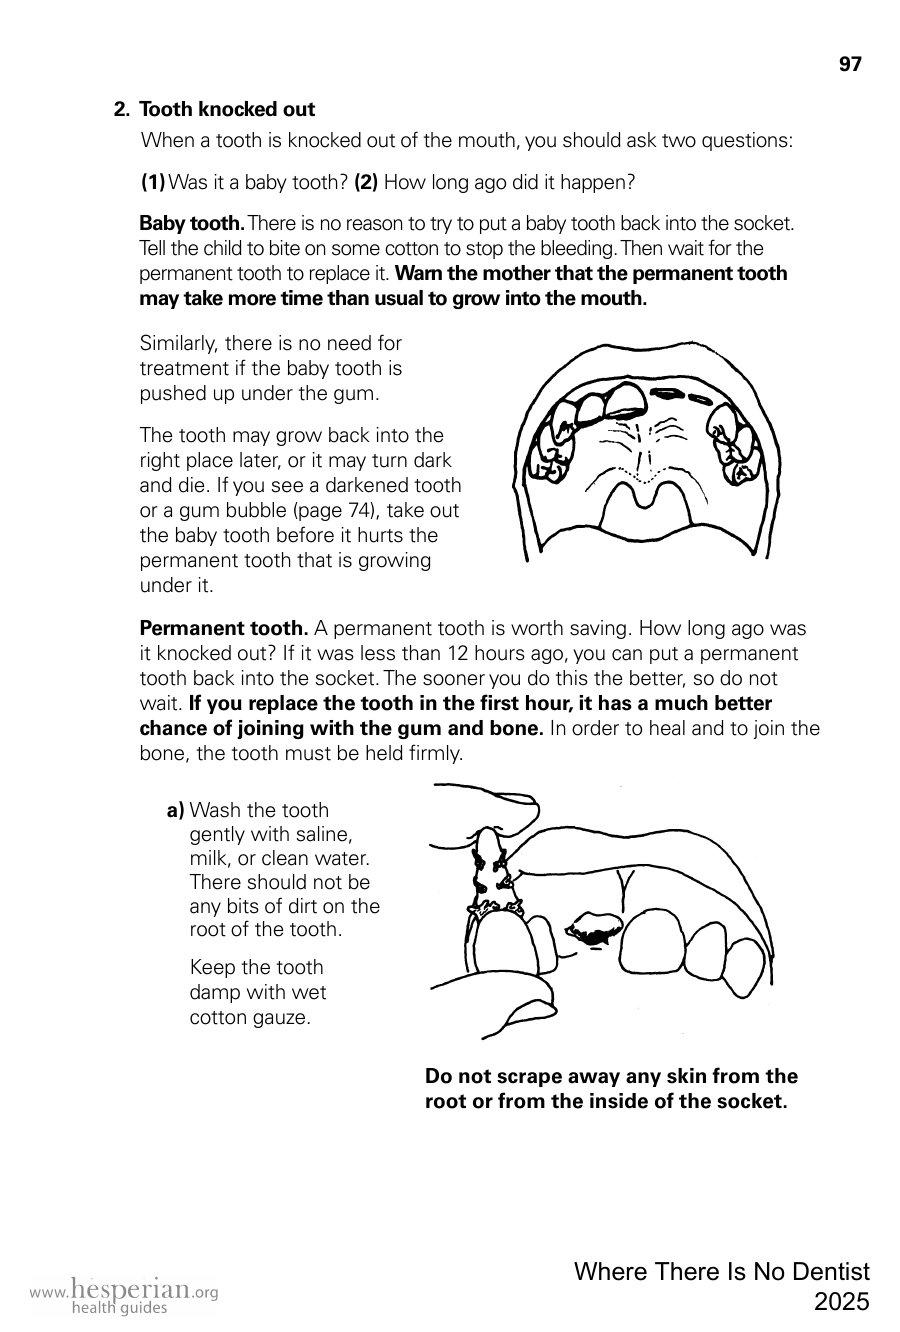 97
2. Tooth knocked out
When a tooth is knocked out of the mouth, you should ask two questions:
(1) Was it a baby tooth? (2) How long ago did it happen?
Baby tooth. There is no reason to try to put a baby tooth back into the socket.
Tell the child to bite on some cotton to stop the bleeding. Then wait for the
permanent tooth to replace it. Warn the mother that the permanent tooth
may take more time than usual to grow into the mouth.
Similarly, there is no need for
treatment if the baby tooth is
pushed up under the gum.
The tooth may grow back into the
right place later, or it may turn dark
and die. If you see a darkened tooth
or a gum bubble (page 74), take out
the baby tooth before it hurts the
permanent tooth that is growing
under it.
Permanent tooth. A permanent tooth is worth saving. How long ago was
it knocked out? If it was less than 12 hours ago, you can put a permanent
tooth back into the socket. The sooner you do this the better, so do not
wait. If you replace the tooth in the first hour, it has a much better
chance of joining with the gum and bone. In order to heal and to join the
bone, the tooth must be held firmly.
a) Wash the tooth
gently with saline,
milk, or clean water.
There should not be
any bits of dirt on the
root of the tooth.
Keep the tooth
damp with wet
cotton gauze.
Do not scrape away any skin from the
root or from the inside of the socket.
www.hesperian.org
health guides
Where There Is No Dentist
2025